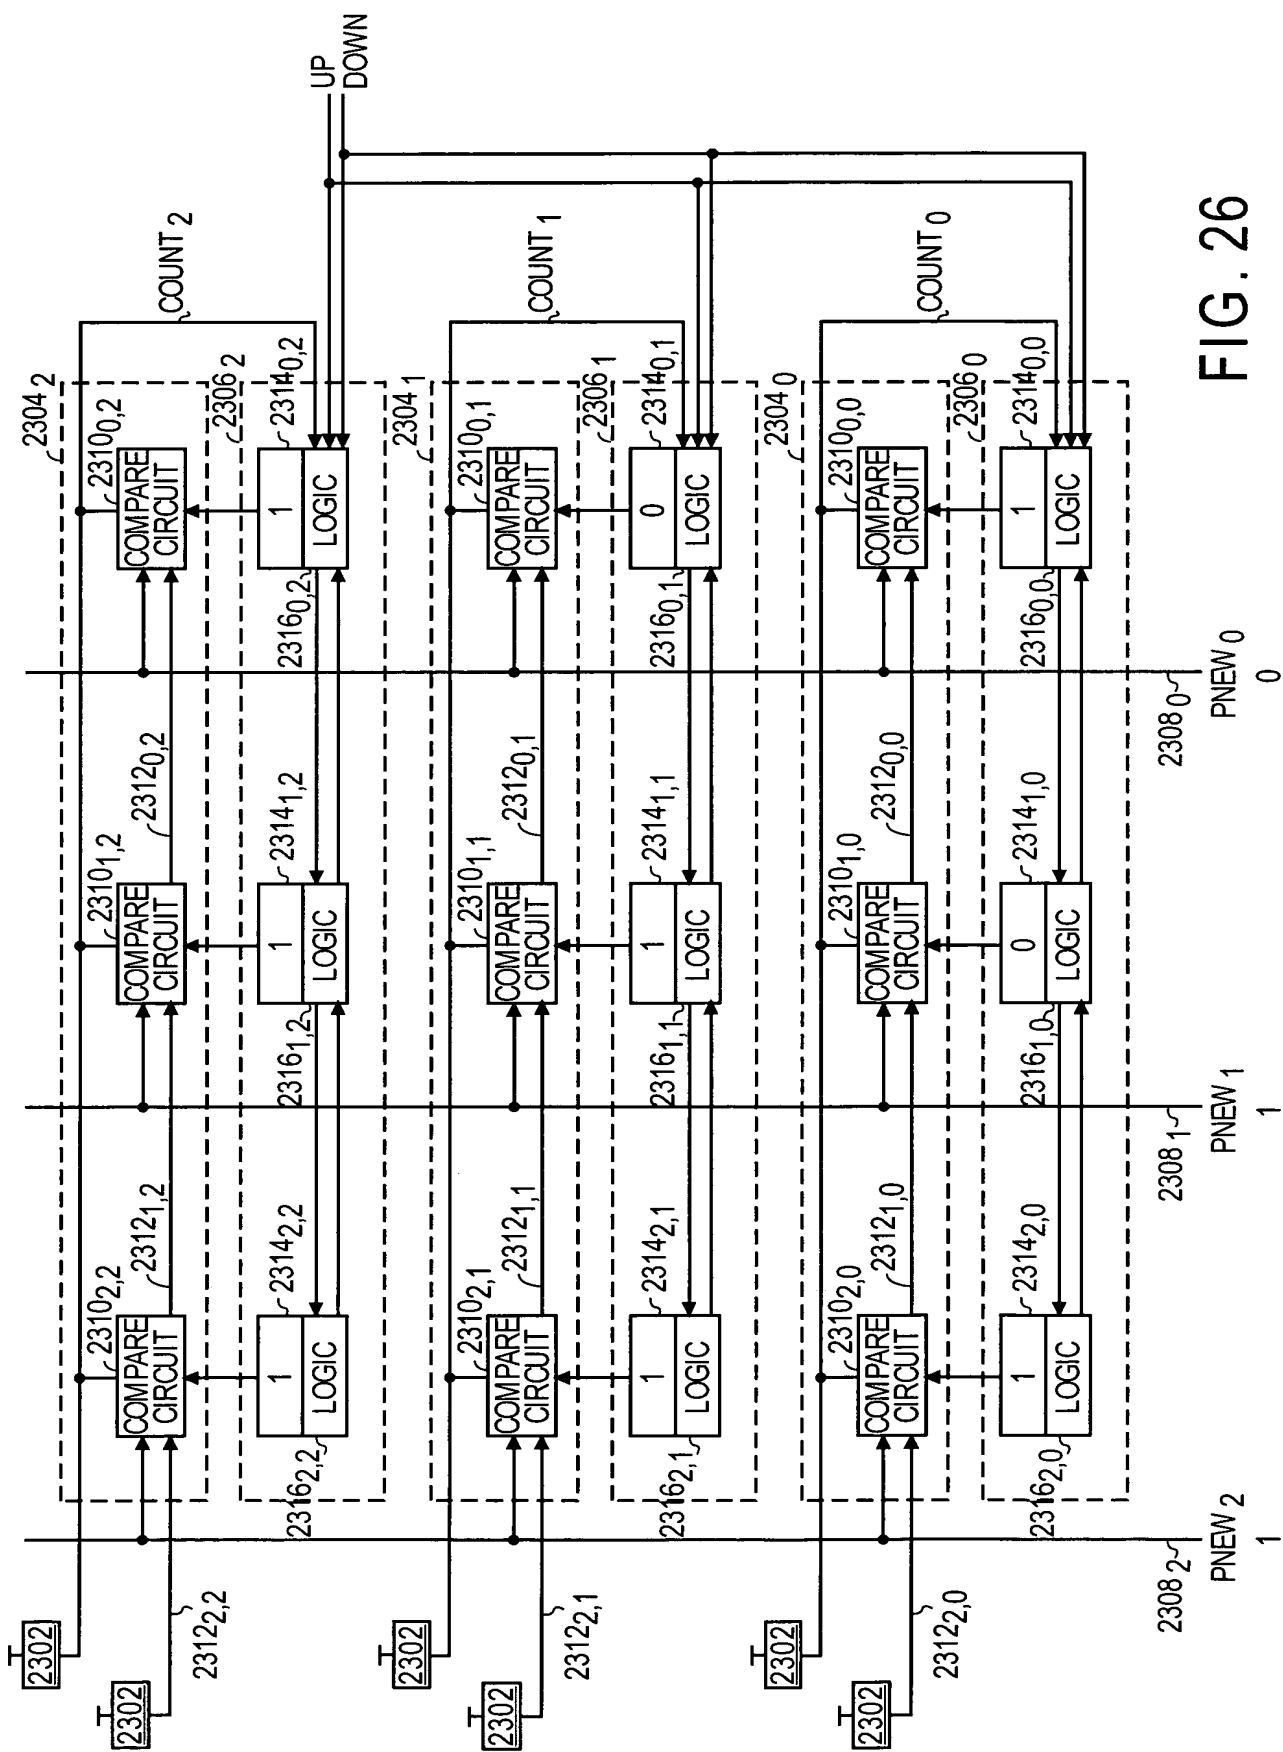 2302
2304 2
2310 2,2
2310 1,2
2310 0,2
2302
COMPARE
CIRCUIT
COMPARE
CIRCUIT
COMPARE
CIRCUIT
2312 1,2
2312 0,2
COUNT 2
2312 2,2
2306 2
2314 2,2
2314 1,2
2314 0,2
1
1
1
LOGIC
LOGIC
LOGIC
2316 2,2
2316 1,2
2316 0,2
UP
DOWN
2302
2304 1
2310 2,1
2310 1,1
2310 0,1
2302
COMPARE
CIRCUIT
COMPARE
CIRCUIT
COMPARE
CIRCUIT
2312 1,1
2312 0,1
COUNT 1
2312 2,1
2306 1
2314 2,1
2314 1,1
2314 0,1
1
1
0
LOGIC
LOGIC
LOGIC
2316 2,1
2316 1,1
2316 0,1
2302
2304 0
2310 2,0
2310 1,0
2310 0,0
2302
COMPARE
CIRCUIT
COMPARE
CIRCUIT
COMPARE
CIRCUIT
2312 1,0
2312 0,0
COUNT 0
2312 2,0
2306 0
2314 2,0
2314 1,0
2314 0,0
1
0
1
LOGIC
LOGIC
LOGIC
2316 2,0
2316 1,0
2316 0,0
2308 2
2308 1
2308 0
PNEW 2
PNEW 1
PNEW 0
1
1
0
FIG. 26